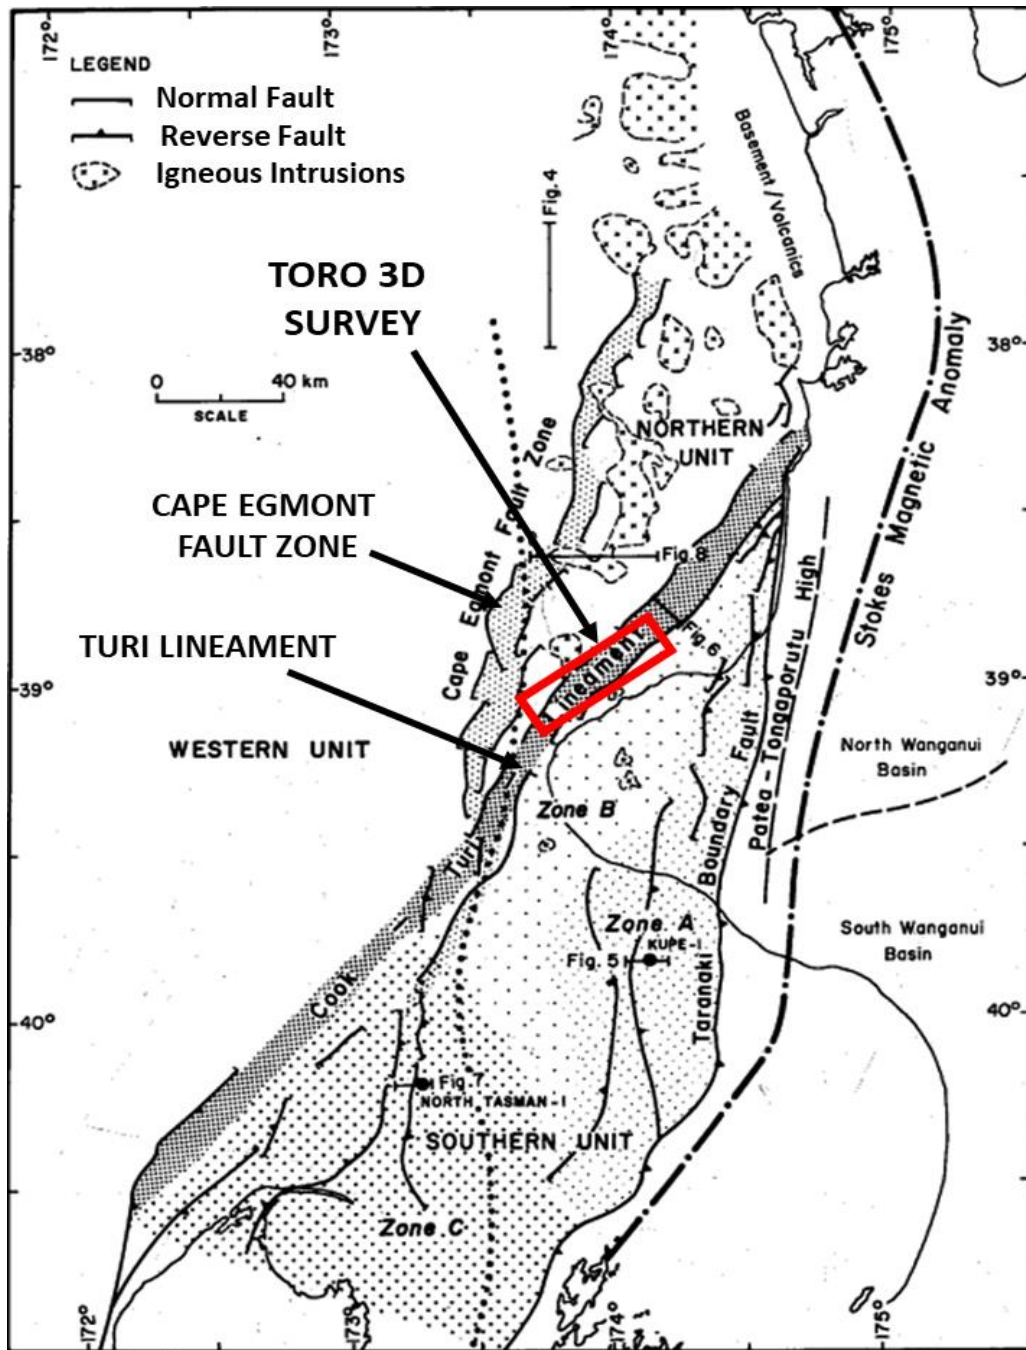 172°
173°
174°
175°
LEGEND
Normal Fault
Reverse Fault
Igneous Intrusions
Fig. 4
Basement / Volcanics
TORO 3D
SURVEY
38°
38°
0 40 km
SCALE
Stokes Magnetic Anomaly
NORTHERN
UNIT
Cape Egmont Fault Zone
CAPE EGMONT
FAULT ZONE
Fig. 8
Fig. 6
TURI LINEAMENT
Lineament
39°
39°
WESTERN UNIT
Patea - Tongaporutu High
North Wanganui
Basin
Zone B
Taranaki Boundary Fault
Turi
Zone A
KUPE-1
Fig. 5
South Wanganui
Basin
Cook
40°
40°
Fig 7
NORTH TASMAN-1
SOUTHERN UNIT
Zone C
172°
173°
174°
175°